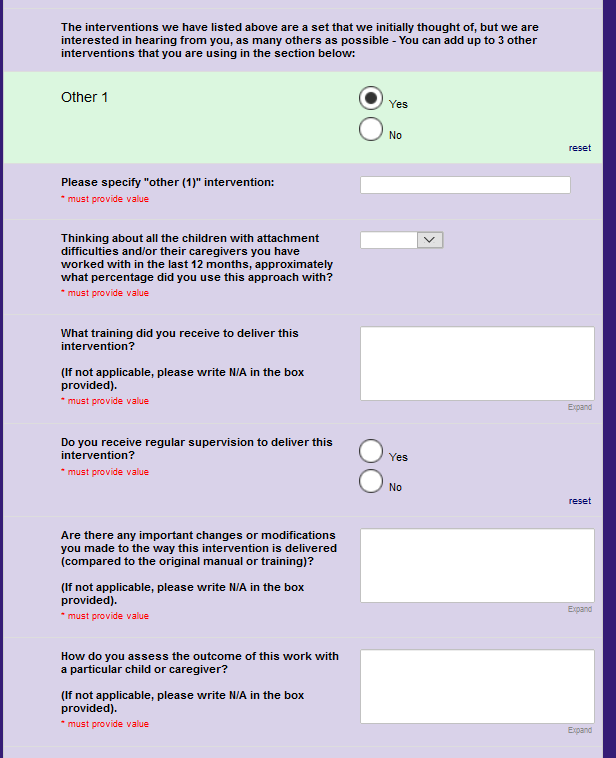 The interventions we have listed above are a set that we initially thought of, but we are
interested in hearing from you, as many others as possible - You can add up to 3 other
interventions that you are using in the section below:
Other 1
Yes
No
reset
Please specify "other (1)" intervention:
* must provide value
Thinking about all the children with attachment
difficulties and/or their caregivers you have
worked with in the last 12 months, approximately
what percentage did you use this approach with?
* must provide value
What training did you receive to deliver this
intervention?
(If not applicable, please write N/A in the box
provided).
* must provide value
Expand
Do you receive regular supervision to deliver this
intervention?
* must provide value
Yes
No
reset
Are there any important changes or modifications
you made to the way this intervention is delivered
(compared to the original manual or training)?
(If not applicable, please write N/A in the box
provided).
* must provide value
Expand
How do you assess the outcome of this work with
a particular child or caregiver?
(If not applicable, please write N/A in the box
provided).
* must provide value
Expand